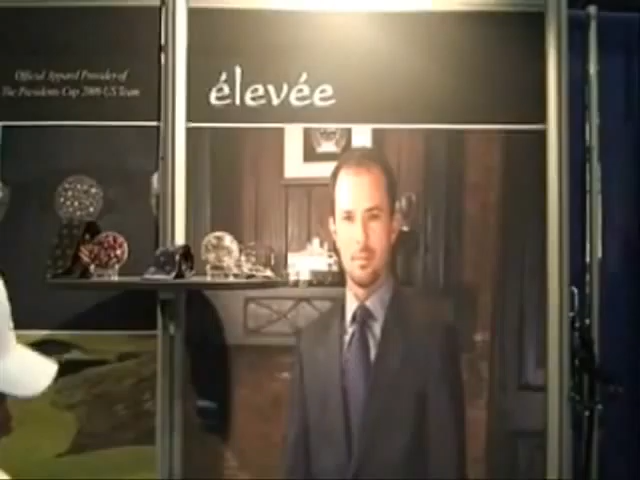 Official Apparel Provider of
The Presidents Cup 2009 US Team
élevée